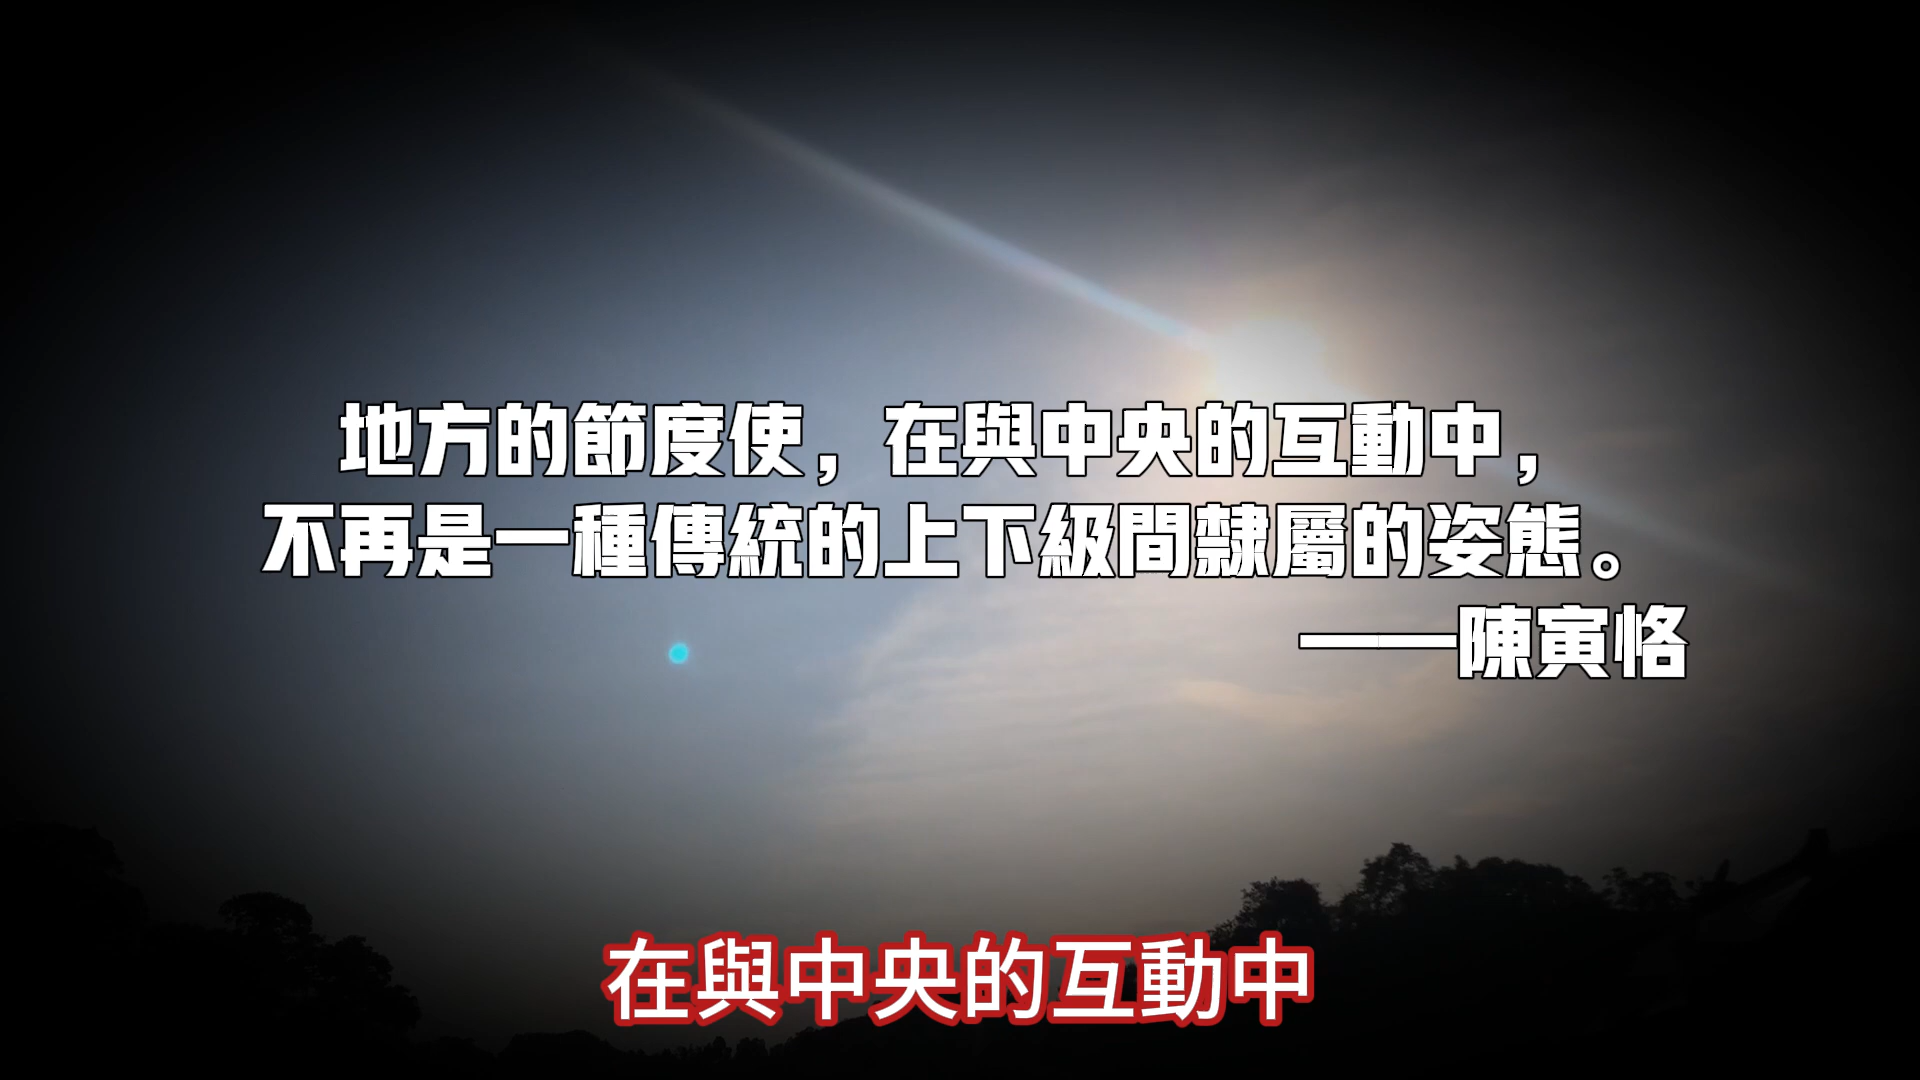 地方的節度使，在與中央的互動中，
不再是一種傳統的上下級間隸屬的姿態。
——陳寅恪
在與中央的互動中